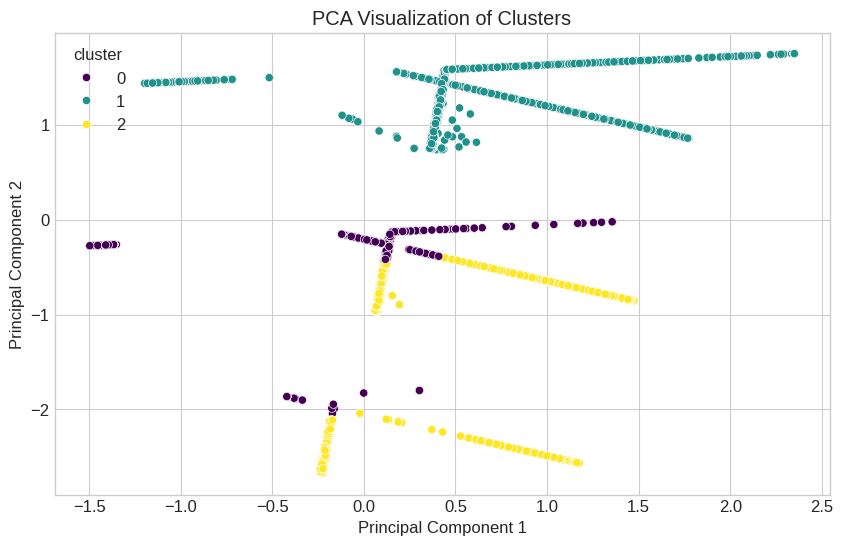 PCA Visualization of Clusters
cluster
0
1
2
1
0
−1
−2
Principal Component 2
−1.5 −1.0 −0.5 0.0 0.5 1.0 1.5 2.0 2.5
Principal Component 1